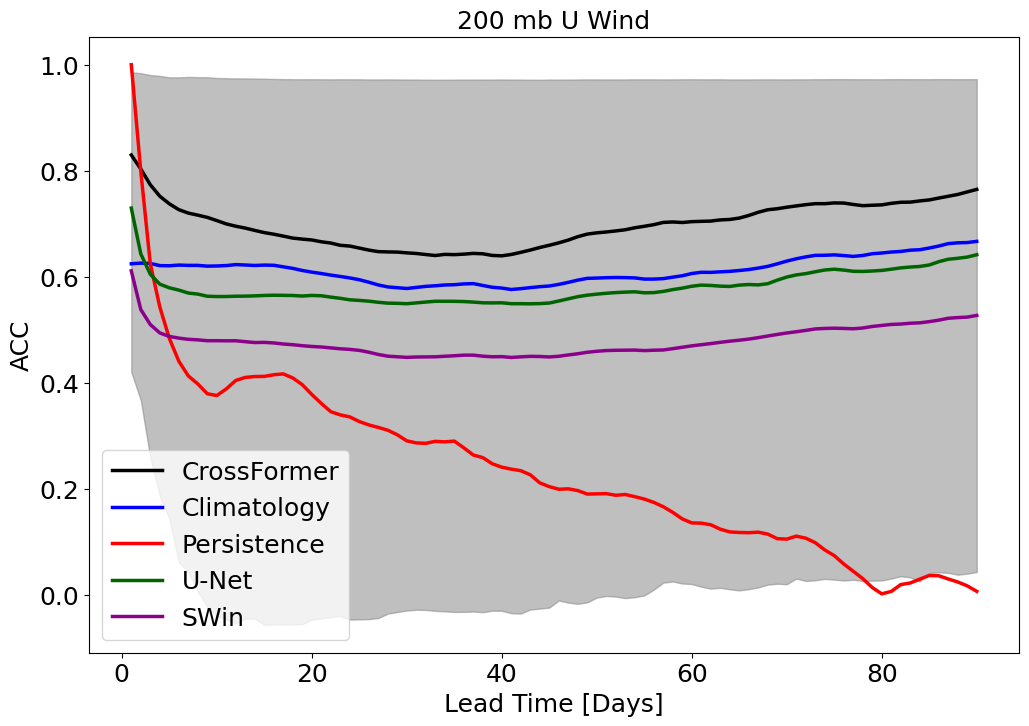 200 mb U Wind
ACC
1.0
0.8
0.6
0.4
0.2
0.0
CrossFormer
Climatology
Persistence
U-Net
SWin
0 20 40 60 80
Lead Time [Days]